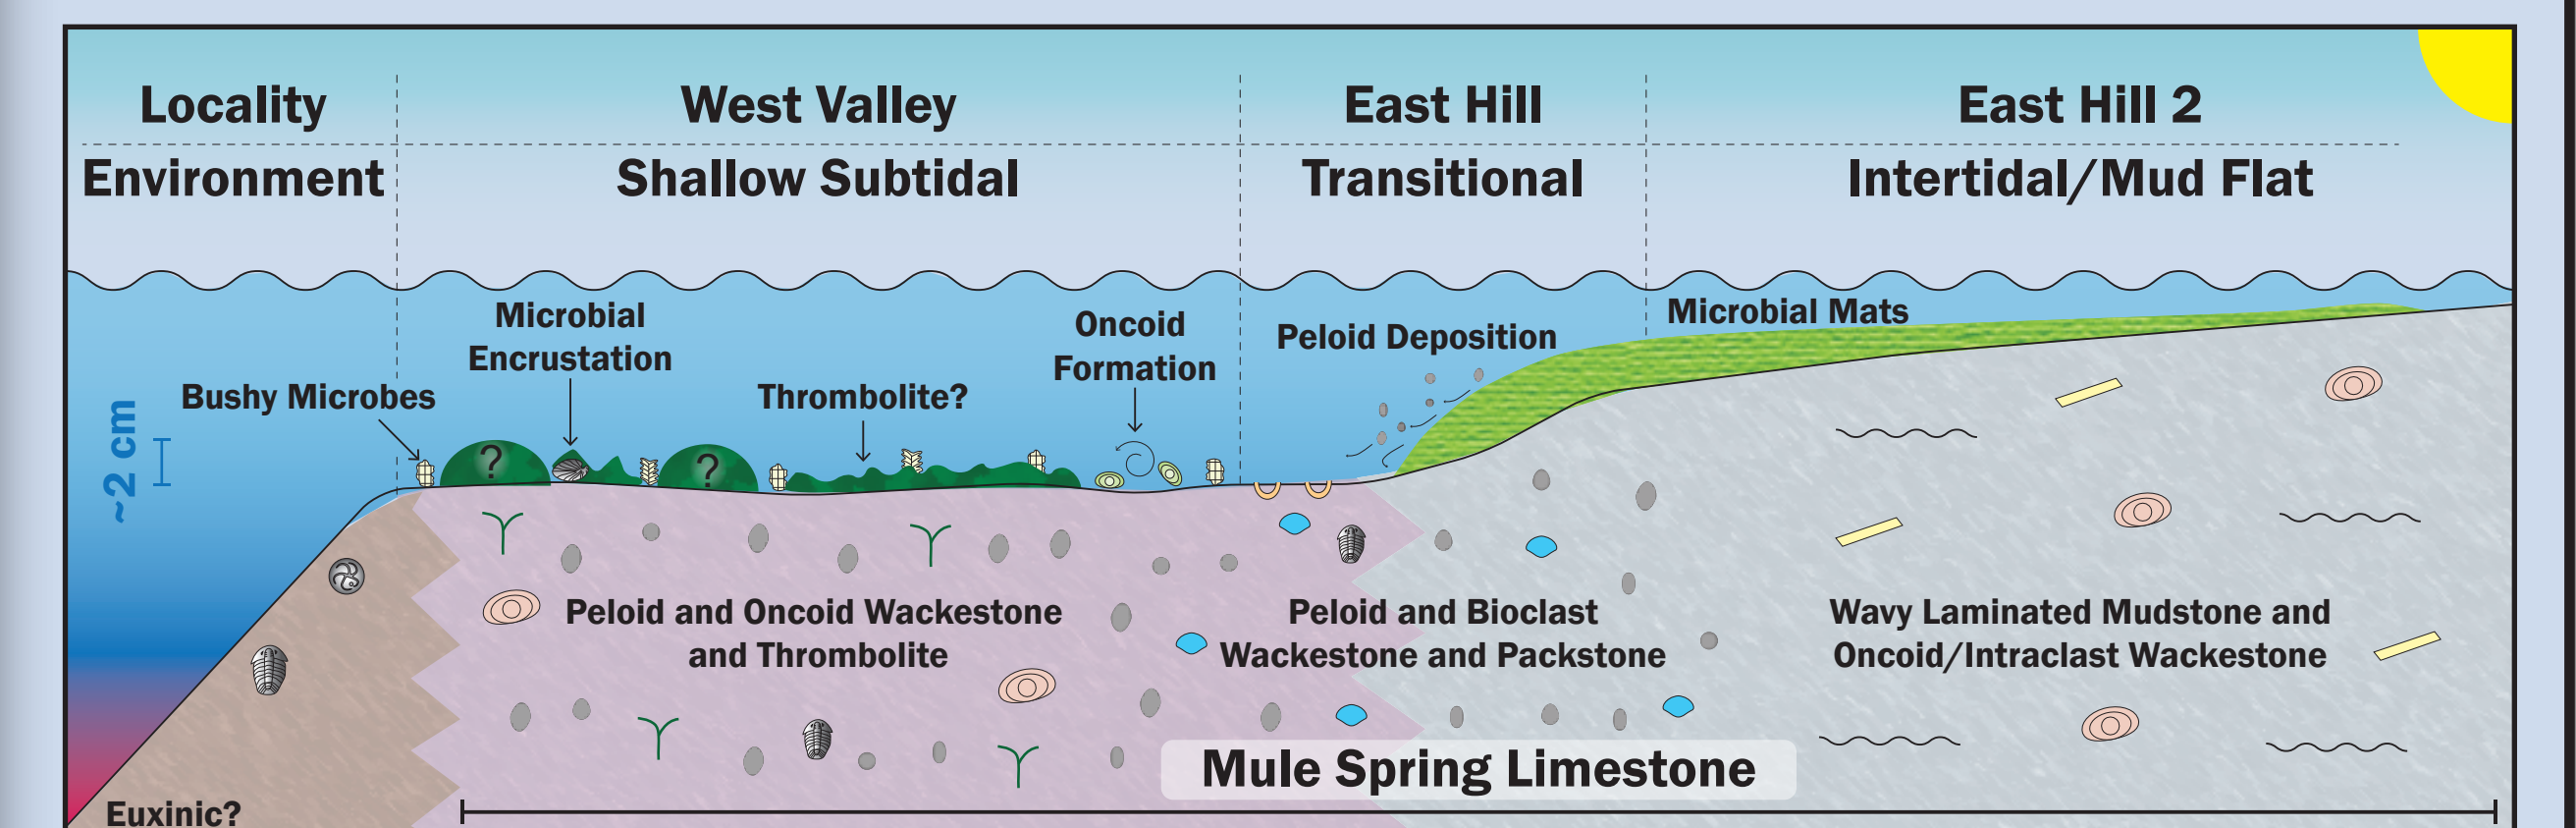 Locality
West Valley
East Hill
East Hill 2
Environment
Shallow Subtidal
Transitional
Intertidal/Mud Flat
Microbial
Encrustation
Oncoid
Formation
Peloid Deposition
Microbial Mats
Bushy Microbes
Thrombolite?
~2 cm
?
?
Peloid and Oncoid Wackestone
and Thrombolite
Peloid and Bioclast
Wackestone and Packstone
Wavy Laminated Mudstone and
Oncoid/Intraclast Wackestone
Mule Spring Limestone
Euxinic?